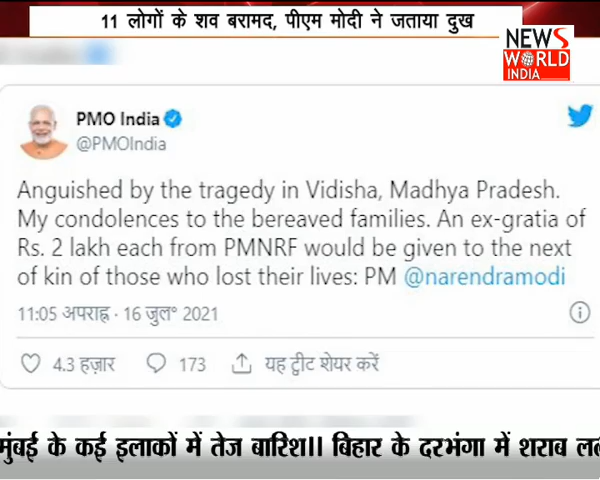 11 लोगों के शव बरामद, पीएम मोदी ने जताया दुख
NEWS
WORLD
INDIA
PMO India
@PMOIndia
Anguished by the tragedy in Vidisha, Madhya Pradesh.
My condolences to the bereaved families. An ex-gratia of
Rs. 2 lakh each from PMNRF would be given to the next
of kin of those who lost their lives: PM @narendramodi
11:05 अपराह्न · 16 जुल॰ 2021
4.3 हज़ार 173 यह ट्वीट शेयर करें
मुंबई के कई इलाकों में तेज बारिश।। बिहार के दरभंगा में शराब